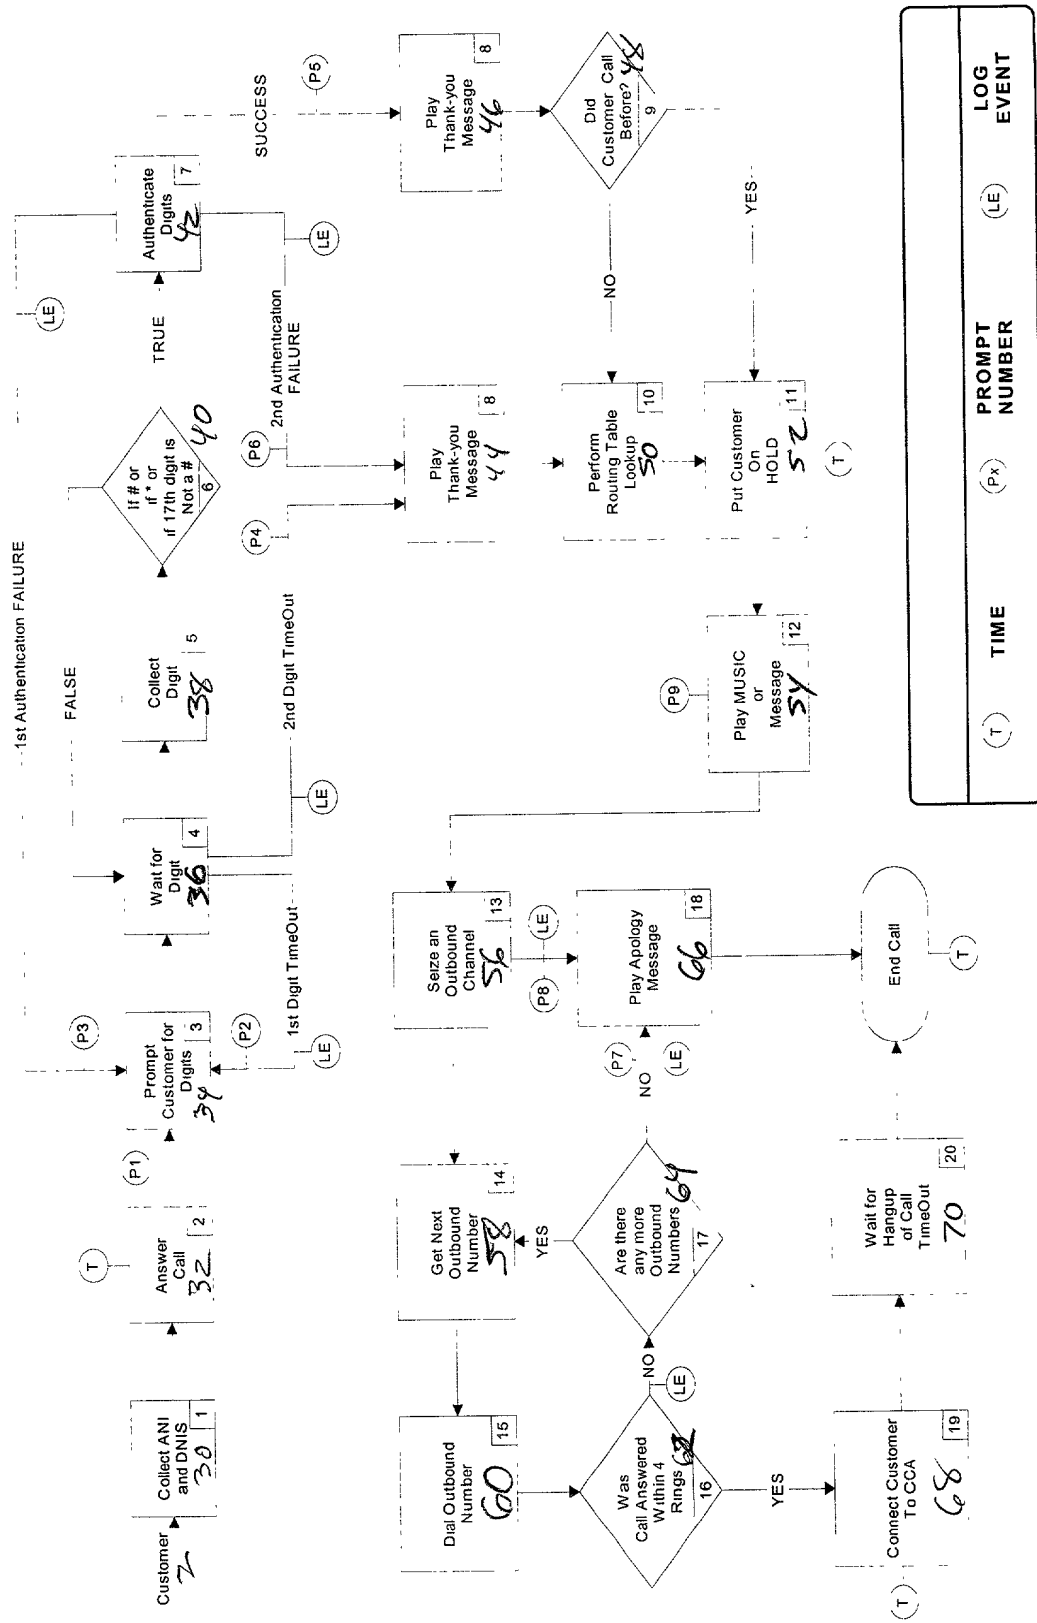 Customer
2
Collect ANI
and DNIS
30
1
T
Answer
Call
32
2
P1
P3
Prompt
Customer for
Digits
34
3
P2
1st Authentication FAILURE
FALSE
Wait for
Digit
36
4
1st Digit TimeOut
LE
2nd Digit TimeOut
LE
Collect
Digit
38
5
If # or
if * or
if 17th digit is
Not a #
40
6
TRUE
LE
Authenticate
Digits
42
7
LE
2nd Authentication
FAILURE
SUCCESS
P5
P4
P6
Play
Thank-you
Message
44
8
Play
Thank-you
Message
46
8
Did
Customer Call
Before?
48
9
NO
YES
Perform
Routing Table
Lookup
50
10
Put Customer
On
HOLD
52
11
T
P9
Play MUSIC
or
Message
54
12
Seize an
Outbound
Channel
56
13
P8
LE
Get Next
Outbound
Number
58
14
Dial Outbound
Number
60
15
Was
Call Answered
Within 4
Rings
62
16
NO
LE
YES
Are there
any more
Outbound
Numbers
64
17
YES
NO
P7
LE
Play Apology
Message
66
18
Connect Customer
To CCA
68
19
T
Wait for
Hangup
of Call
TimeOut
70
20
End Call
T
T
TIME
Px
PROMPT
NUMBER
LE
LOG
EVENT